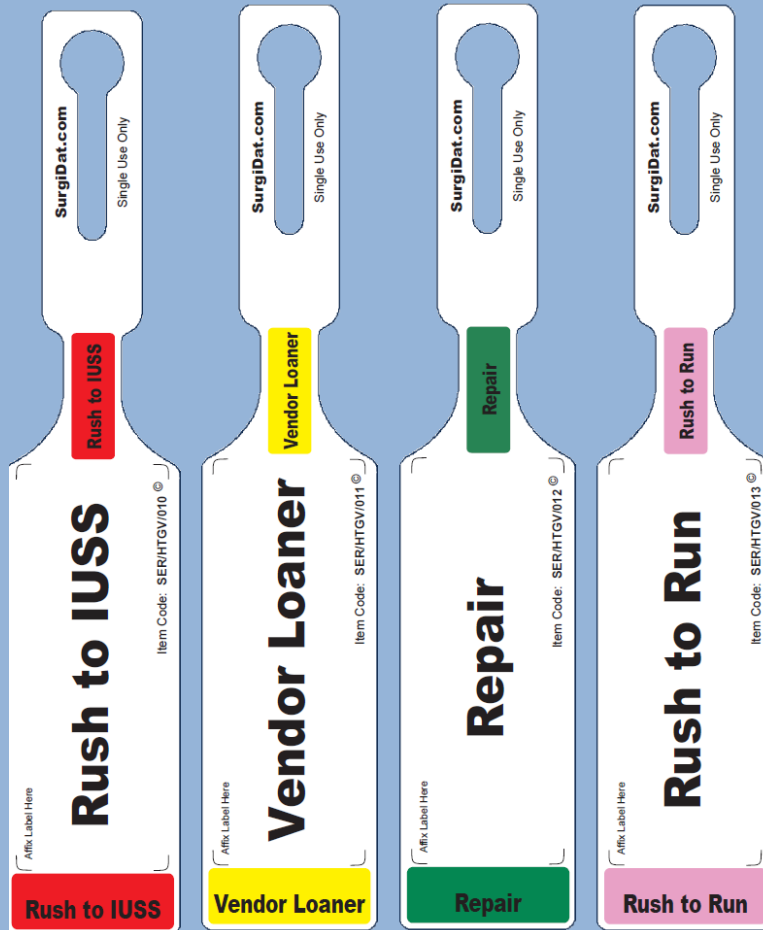 SurgiDat.com
Single Use Only
Rush to IUSS
Rush to IUSS
Item Code: SER/HTGV/010 ©
Affix Label Here
Rush to IUSS
SurgiDat.com
Single Use Only
Vendor Loaner
Vendor Loaner
Item Code: SER/HTGV/011 ©
Affix Label Here
Vendor Loaner
SurgiDat.com
Single Use Only
Repair
Repair
Item Code: SER/HTGV/012 ©
Affix Label Here
Repair
SurgiDat.com
Single Use Only
Rush to Run
Rush to Run
Item Code: SER/HTGV/013 ©
Affix Label Here
Rush to Run